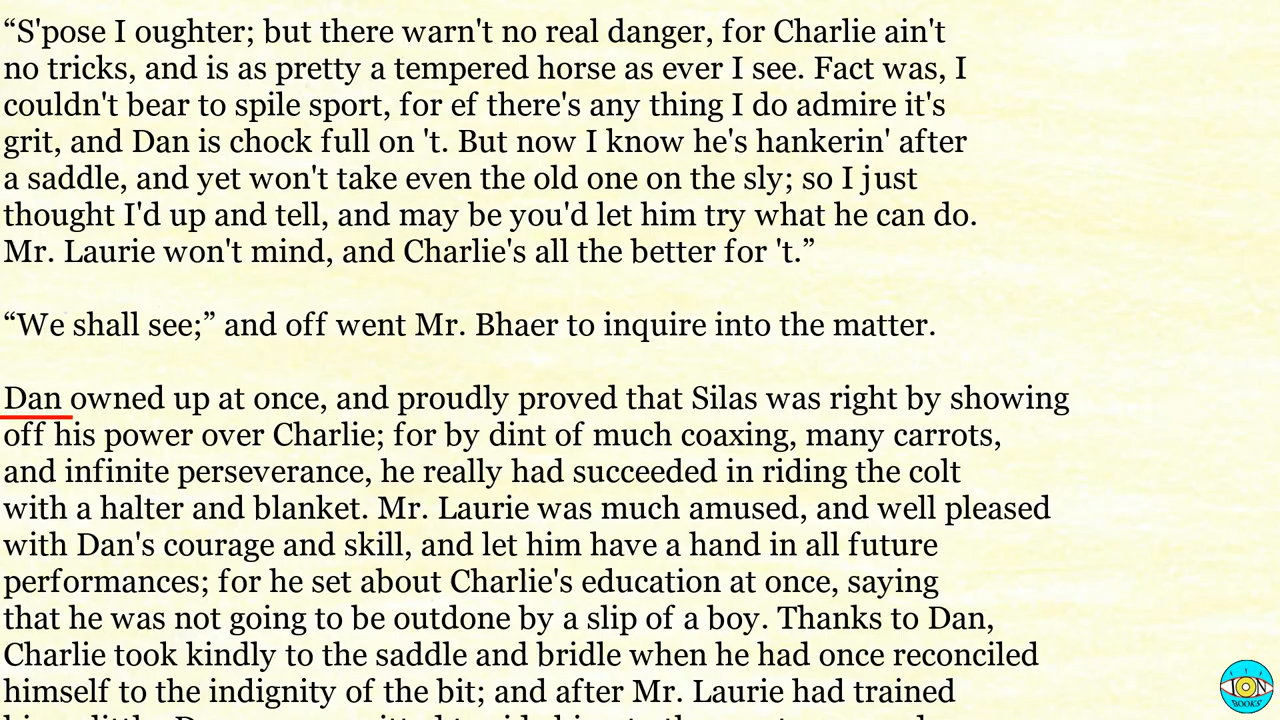 “S'pose I oughter; but there warn't no real danger, for Charlie ain't
no tricks, and is as pretty a tempered horse as ever I see. Fact was, I
couldn't bear to spile sport, for ef there's any thing I do admire it's
grit, and Dan is chock full on 't. But now I know he's hankerin' after
a saddle, and yet won't take even the old one on the sly; so I just
thought I'd up and tell, and may be you'd let him try what he can do.
Mr. Laurie won't mind, and Charlie's all the better for 't.”
“We shall see;” and off went Mr. Bhaer to inquire into the matter.
Dan owned up at once, and proudly proved that Silas was right by showing
off his power over Charlie; for by dint of much coaxing, many carrots,
and infinite perseverance, he really had succeeded in riding the colt
with a halter and blanket. Mr. Laurie was much amused, and well pleased
with Dan's courage and skill, and let him have a hand in all future
performances; for he set about Charlie's education at once, saying
that he was not going to be outdone by a slip of a boy. Thanks to Dan,
Charlie took kindly to the saddle and bridle when he had once reconciled
himself to the indignity of the bit; and after Mr. Laurie had trained
ION
BOOKS